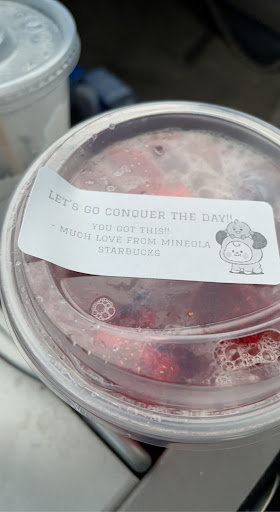 LET'S GO CONQUER THE DAY!!
YOU GOT THIS!!
- MUCH LOVE FROM MINEOLA
STARBUCKS